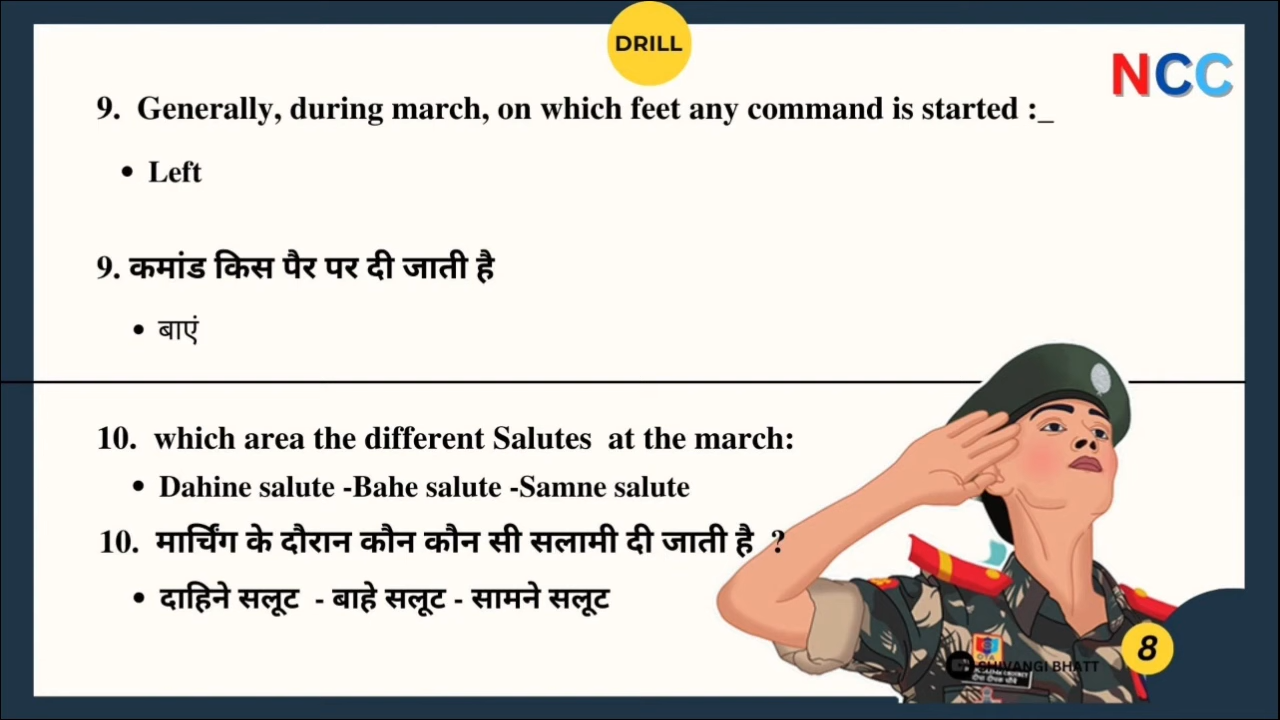 DRILL
NCC
9. Generally, during march, on which feet any command is started :_
• Left
9. कमांड किस पैर पर दी जाती है
• बाएं
10. which area the different Salutes at the march:
• Dahine salute -Bahe salute -Samne salute
10. मार्चिंग के दौरान कौन कौन सी सलामी दी जाती है ?
• दाहिने सलूट - बाहे सलूट - सामने सलूट
SHIVANGI BHATT
8